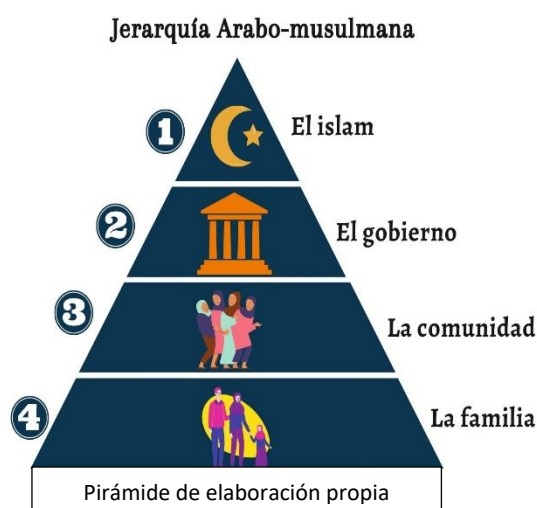 Jerarquía Arabo-musulmana
1
El islam
2
El gobierno
3
La comunidad
4
La familia
Pirámide de elaboración propia